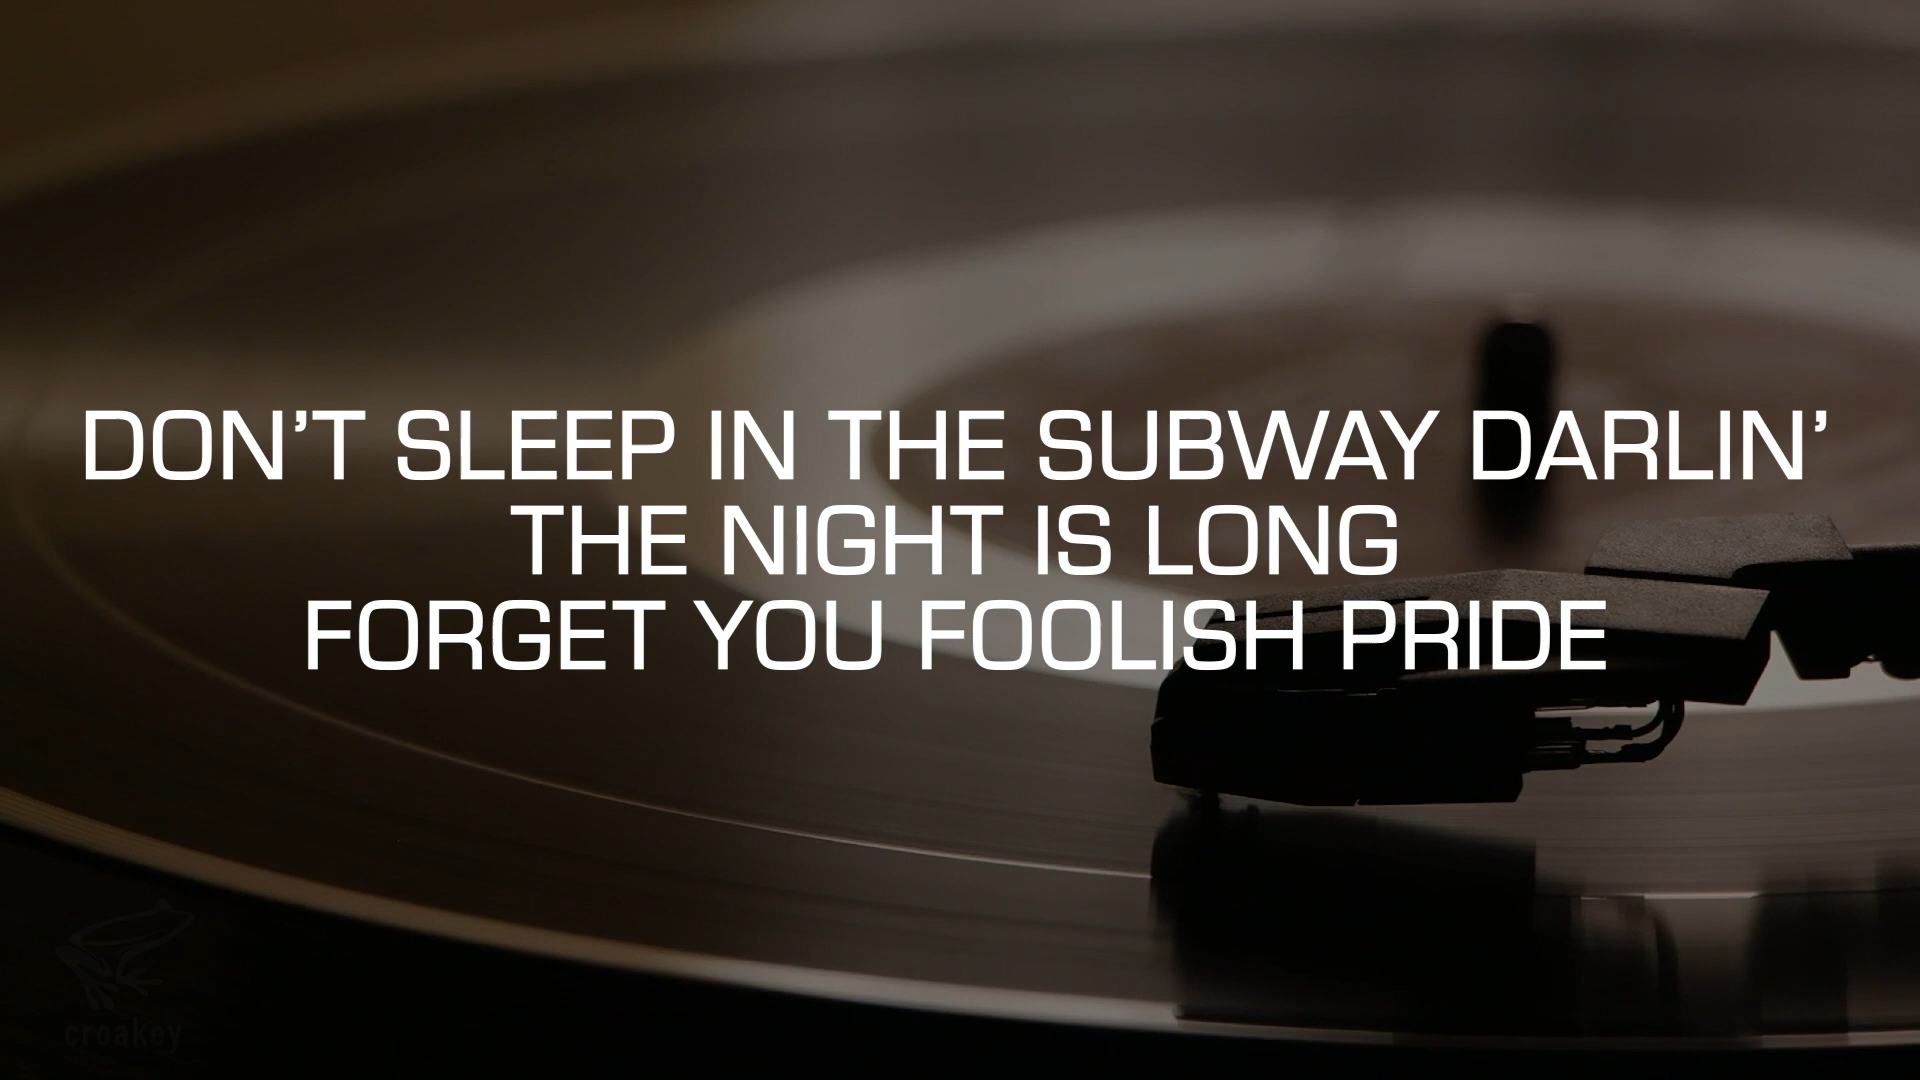 DON’T SLEEP IN THE SUBWAY DARLIN’
THE NIGHT IS LONG
FORGET YOU FOOLISH PRIDE
croakey